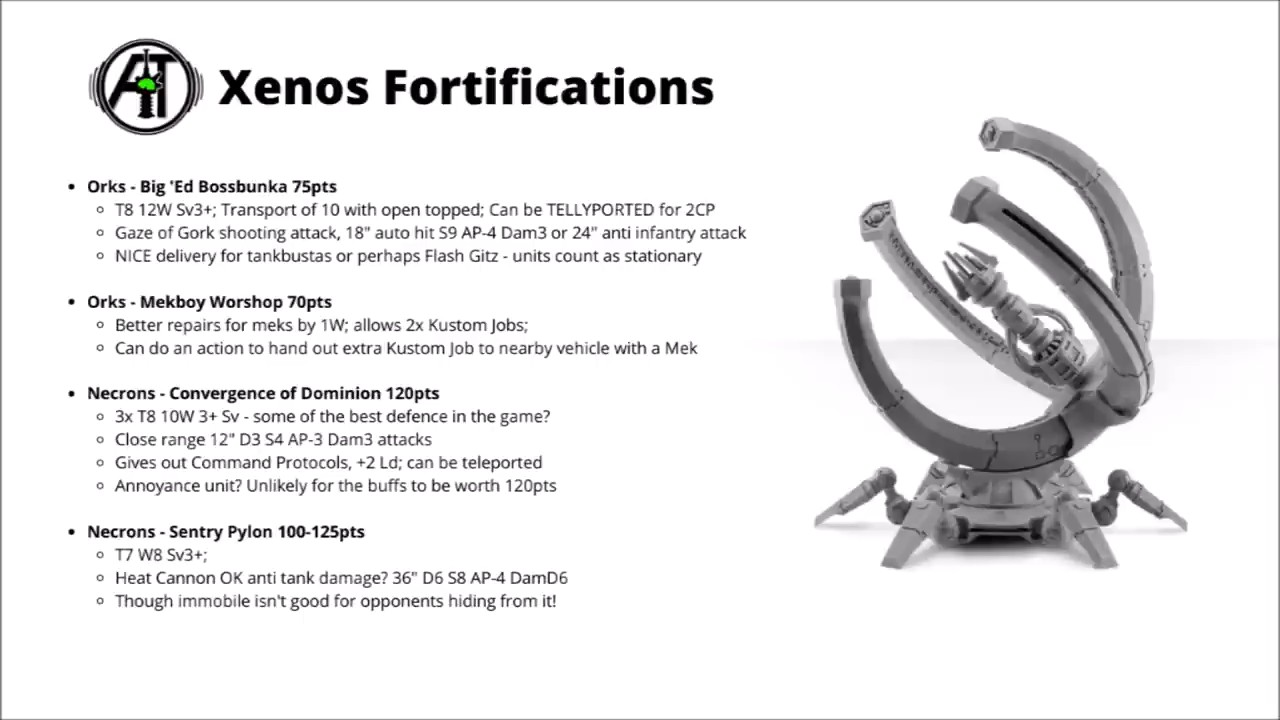 AT
Xenos Fortifications
• Orks - Big 'Ed Bossbunka 75pts
○ T8 12W Sv3+; Transport of 10 with open topped; Can be TELLYPORTED for 2CP
○ Gaze of Gork shooting attack, 18" auto hit S9 AP-4 Dam3 or 24" anti infantry attack
○ NICE delivery for tankbustas or perhaps Flash Gitz - units count as stationary
• Orks - Mekboy Worshop 70pts
○ Better repairs for meks by 1W; allows 2x Kustom Jobs;
○ Can do an action to hand out extra Kustom Job to nearby vehicle with a Mek
• Necrons - Convergence of Dominion 120pts
○ 3x T8 10W 3+ Sv - some of the best defence in the game?
○ Close range 12" D3 S4 AP-3 Dam3 attacks
○ Gives out Command Protocols, +2 Ld; can be teleported
○ Annoyance unit? Unlikely for the buffs to be worth 120pts
• Necrons - Sentry Pylon 100-125pts
○ T7 W8 Sv3+;
○ Heat Cannon OK anti tank damage? 36" D6 S8 AP-4 DamD6
○ Though immobile isn't good for opponents hiding from it!